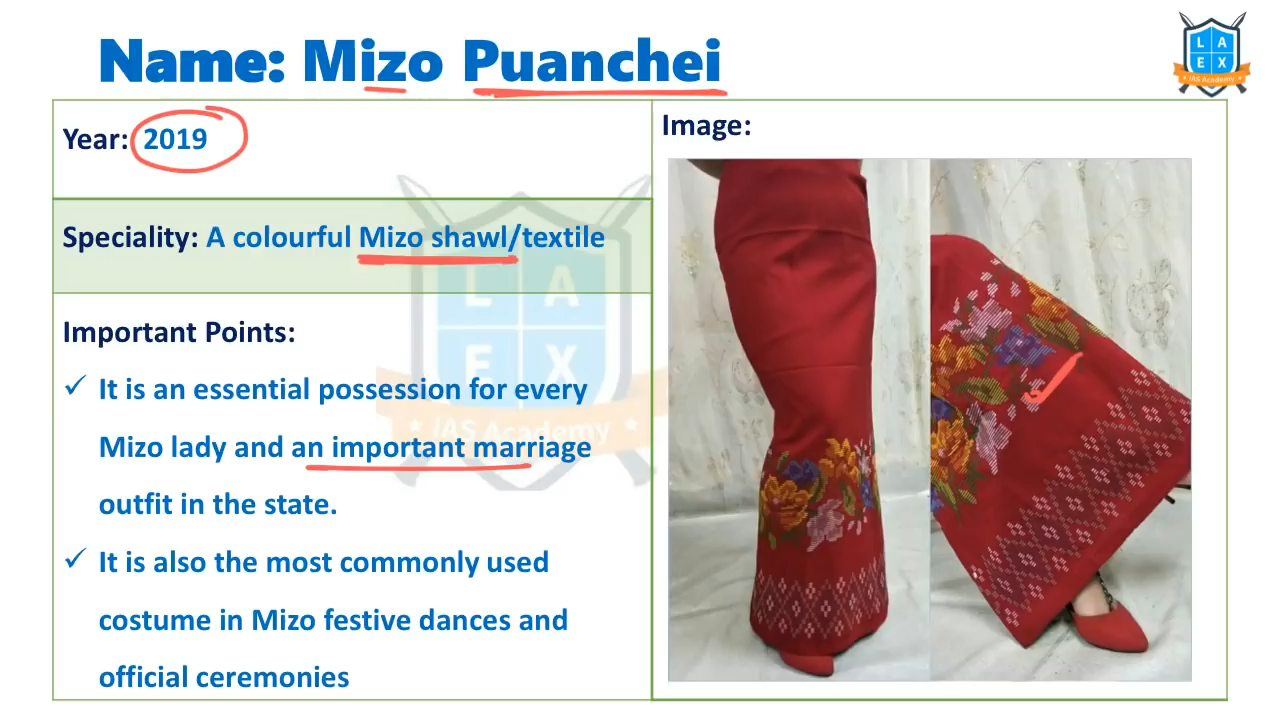 Name: Mizo Puanchei
L A
E X
IAS Academy
Year: 2019
Image:
Speciality: A colourful Mizo shawl/textile
Important Points:
✓ It is an essential possession for every
Mizo lady and an important marriage
outfit in the state.
✓ It is also the most commonly used
costume in Mizo festive dances and
official ceremonies
L A
E X
IAS Academy